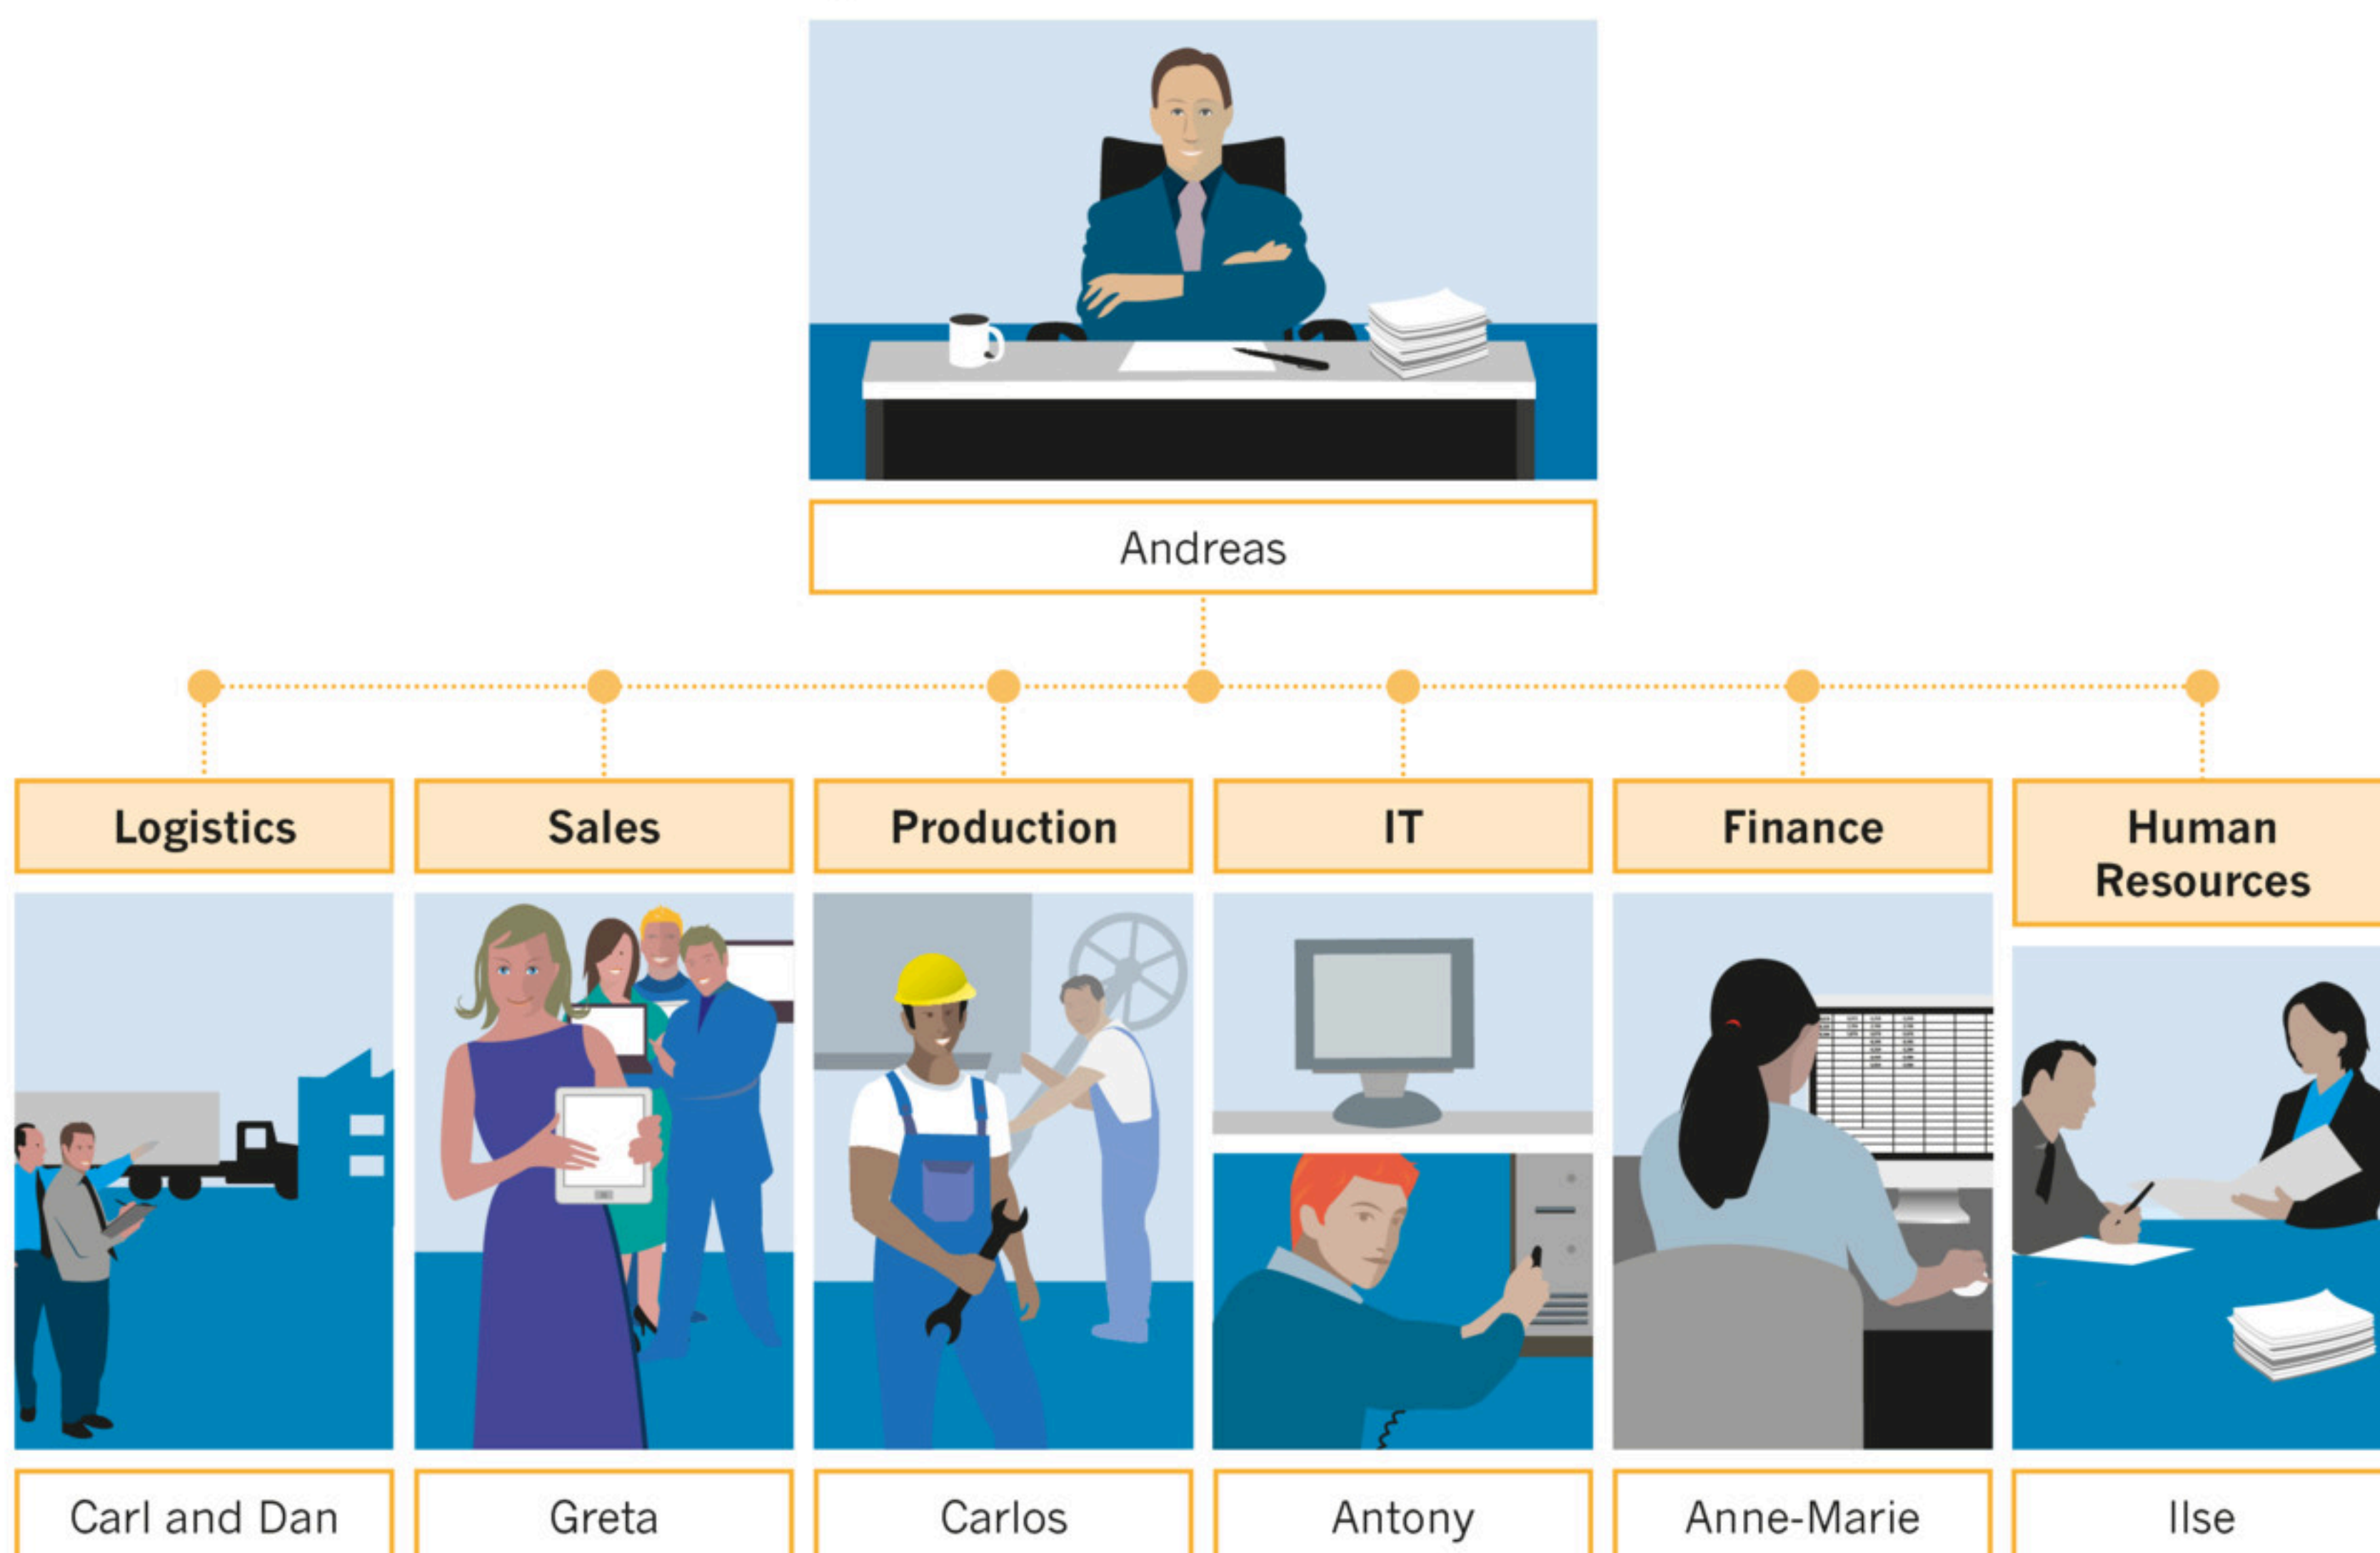 Andreas
Logistics
Sales
Production
IT
Finance
Human
Resources
Carl and Dan
Greta
Carlos
Antony
Anne-Marie
Ilse